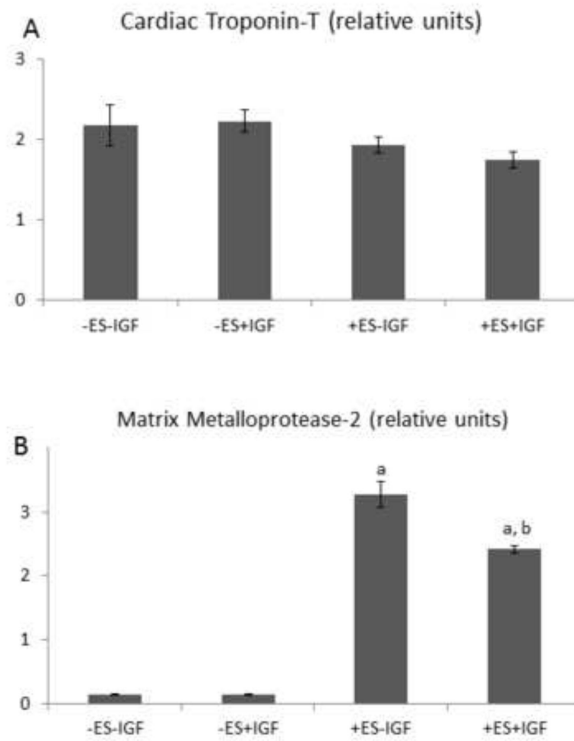 A
Cardiac Troponin-T (relative units)
3
2
1
0
-ES-IGF -ES+IGF +ES-IGF +ES+IGF
Matrix Metalloprotease-2 (relative units)
B
a
3
a, b
2
1
0
-ES-IGF -ES+IGF +ES-IGF +ES+IGF